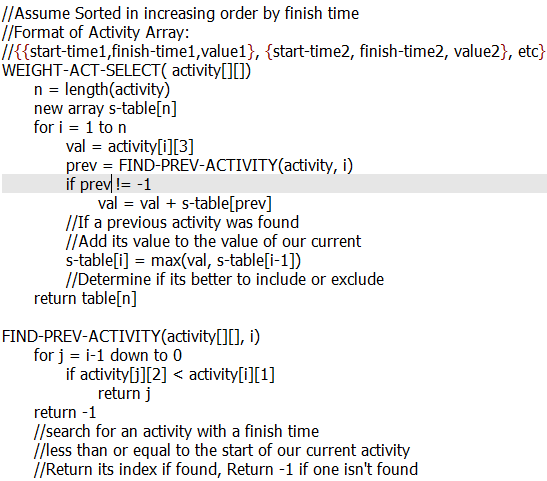 //Assume Sorted in increasing order by finish time
//Format of Activity Array:
//{{start-time1,finish-time1,value1}, {start-time2, finish-time2, value2}, etc}
WEIGHT-ACT-SELECT( activity[][])
n = length(activity)
new array s-table[n]
for i = 1 to n
val = activity[i][3]
prev = FIND-PREV-ACTIVITY(activity, i)
if prev != -1
val = val + s-table[prev]
//If a previous activity was found
//Add its value to the value of our current
s-table[i] = max(val, s-table[i-1])
//Determine if its better to include or exclude
return table[n]
FIND-PREV-ACTIVITY(activity[][], i)
for j = i-1 down to 0
if activity[j][2] < activity[i][1]
return j
return -1
//search for an activity with a finish time
//less than or equal to the start of our current activity
//Return its index if found, Return -1 if one isn't found